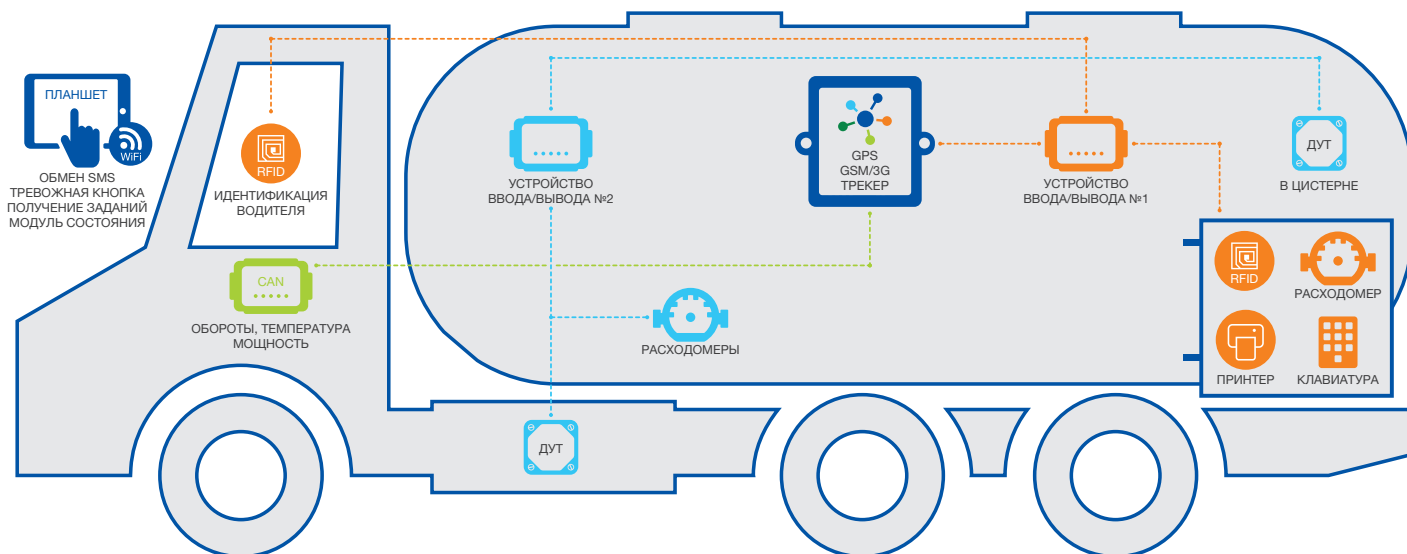 ПЛАНШЕТ
WiFi
ОБМЕН SMS
ТРЕВОЖНАЯ КНОПКА
ПОЛУЧЕНИЕ ЗАДАНИЙ
МОДУЛЬ СОСТОЯНИЯ
RFID
ИДЕНТИФИКАЦИЯ
ВОДИТЕЛЯ
CAN
ОБОРОТЫ, ТЕМПЕРАТУРА
МОЩНОСТЬ
УСТРОЙСТВО
ВВОДА/ВЫВОДА №2
GPS
GSM/3G
ТРЕКЕР
УСТРОЙСТВО
ВВОДА/ВЫВОДА №1
ДУТ
В ЦИСТЕРНЕ
РАСХОДОМЕРЫ
ДУТ
RFID
РАСХОДОМЕР
ПРИНТЕР
КЛАВИАТУРА